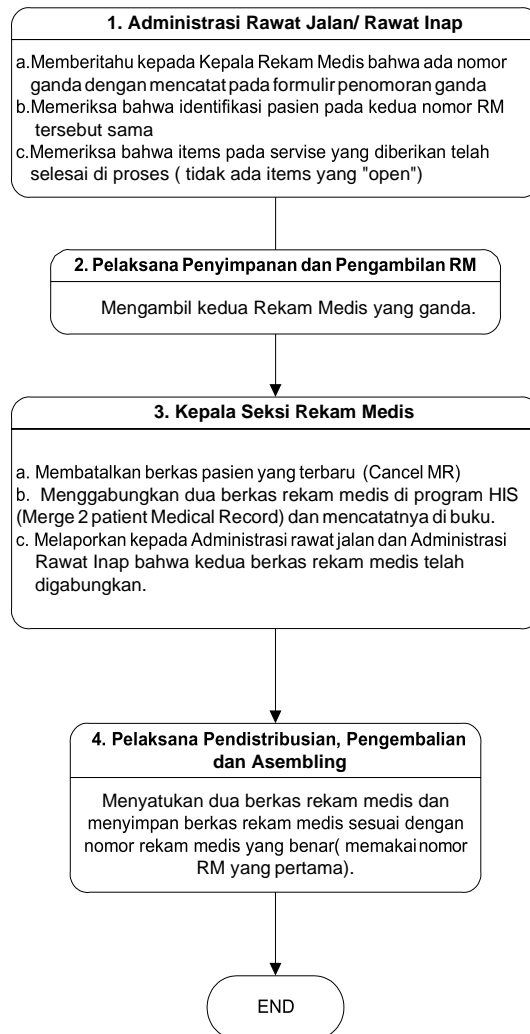 1. Administrasi Rawat Jalan/ Rawat Inap
a.Memberitahu kepada Kepala Rekam Medis bahwa ada nomor
ganda dengan mencatat pada formulir penomoran ganda
b.Memeriksa bahwa identifikasi pasien pada kedua nomor RM
tersebut sama
c.Memeriksa bahwa items pada servise yang diberikan telah
selesai di proses ( tidak ada items yang "open")
2. Pelaksana Penyimpanan dan Pengambilan RM
Mengambil kedua Rekam Medis yang ganda.
3. Kepala Seksi Rekam Medis
a. Membatalkan berkas pasien yang terbaru (Cancel MR)
b. Menggabungkan dua berkas rekam medis di program HIS
(Merge 2 patient Medical Record) dan mencatatnya di buku.
c. Melaporkan kepada Administrasi rawat jalan dan Administrasi
Rawat Inap bahwa kedua berkas rekam medis telah
digabungkan.
4. Pelaksana Pendistribusian, Pengembalian
dan Asembling
Menyatukan dua berkas rekam medis dan
menyimpan berkas rekam medis sesuai dengan
nomor rekam medis yang benar( memakai nomor
RM yang pertama).
END